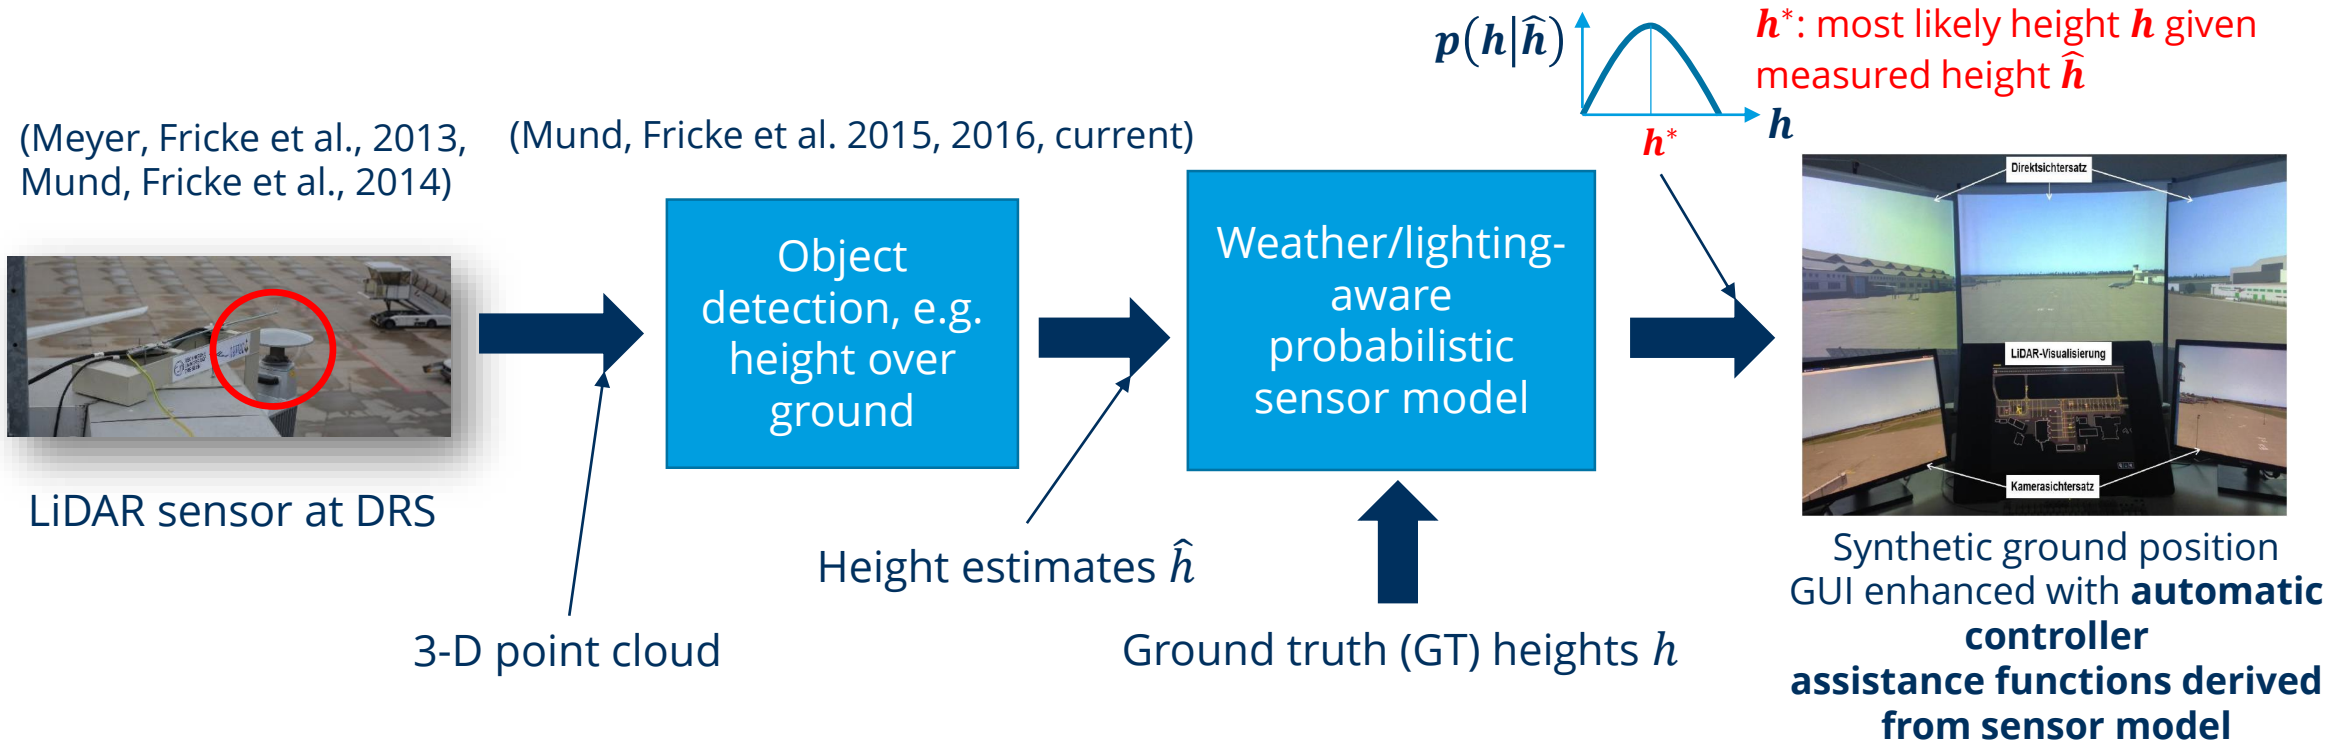 (Meyer, Fricke et al., 2013,
Mund, Fricke et al., 2014)
LiDAR sensor at DRS
3-D point cloud
(Mund, Fricke et al. 2015, 2016, current)
Object
detection, e.g.
height over
ground
Height estimates ĥ
Weather/lighting-
aware
probabilistic
sensor model
Ground truth (GT) heights h
p(h|ĥ)
h
h*
h*: most likely height h given
measured height ĥ
Direktsichtersatz
LiDAR-Visualisierung
Kamerasichtersatz
Synthetic ground position
GUI enhanced with automatic
controller
assistance functions derived
from sensor model